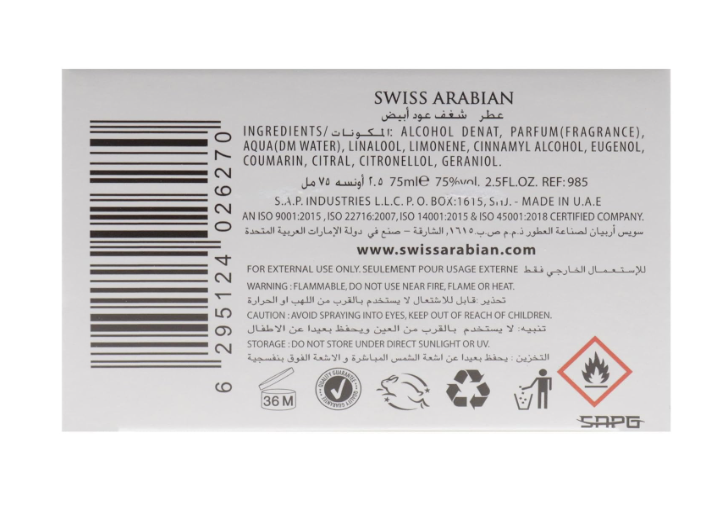 SWISS ARABIAN
عطر شغف عود أبيض
INGREDIENTS/المكونات: ALCOHOL DENAT, PARFUM(FRAGRANCE),
AQUA(DM WATER), LINALOOL, LIMONENE, CINNAMYL ALCOHOL, EUGENOL,
COUMARIN, CITRAL, CITRONELLOL, GERANIOL.
٢.٥ أونسه ٧٥ مل 75ml℮ 75%vol. 2.5FL.OZ. REF: 985
S.A.P. INDUSTRIES L.L.C. P. O. BOX:1615, - MADE IN U.A.E
AN ISO 9001:2015, ISO 22716:2007, ISO 14001:2015 & ISO 45001:2018 CERTIFIED COMPANY.
سويس أربيان لصناعة العطور ذ.م.م ص.ب. ١٦١٥، الشارقة – صنع في دولة الإمارات العربية المتحدة
www.swissarabian.com
FOR EXTERNAL USE ONLY. SEULEMENT POUR USAGE EXTERNE للإستعمال الخارجي فقط
WARNING : FLAMMABLE, DO NOT USE NEAR FIRE, FLAME OR HEAT.
تحذير: قابل للاشتعال لا يستخدم بالقرب من اللهب او الحرارة
CAUTION : AVOID SPRAYING INTO EYES, KEEP OUT OF REACH OF CHILDREN.
تنبيه: لا يستخدم بالقرب من العين ويحفظ بعيدا عن الاطفال
STORAGE : DO NOT STORE UNDER DIRECT SUNLIGHT OR UV.
التخزين : يحفظ بعيدا عن اشعة الشمس المباشرة و الاشعة الفوق بنفسجية
6 295124 026270
36 M
QUALITY GUARANTEE
SAPG